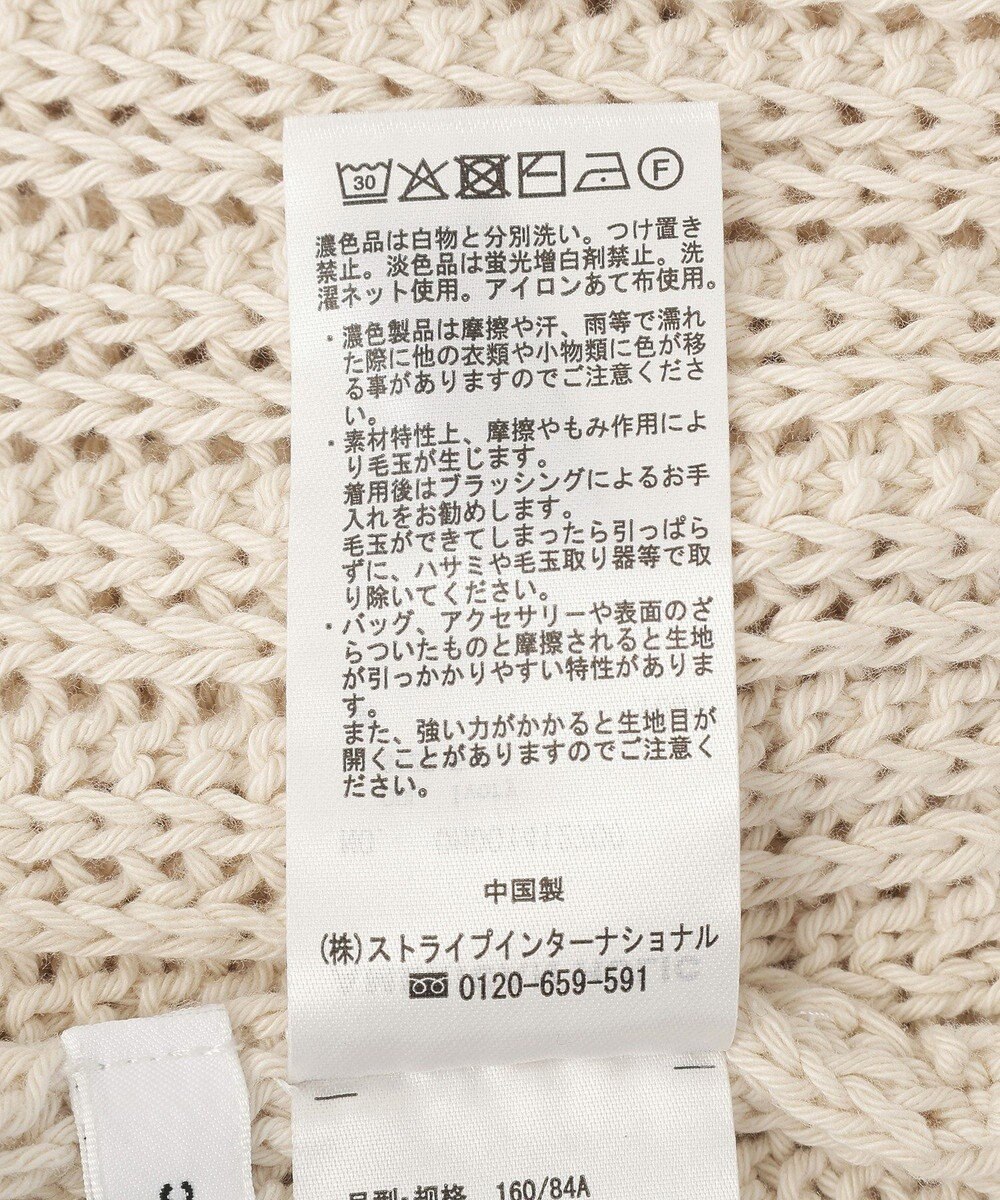 30 F
濃色品は白物と分別洗い。つけ置き
禁止。淡色品は蛍光増白剤禁止。洗
濯ネット使用。アイロンあて布使用。
・濃色製品は摩擦や汗、雨等で濡れ
た際に他の衣類や小物類に色が移
る事がありますのでご注意くださ
い。
・素材特性上、摩擦やもみ作用によ
り毛玉が生じます。
着用後はブラッシングによるお手
入れをお勧めします。
毛玉ができてしまったら引っぱら
ずに、ハサミや毛玉取り器等で取
り除いてください。
・バッグ、アクセサリーや表面のざ
らついたものと摩擦されると生地
が引っかかりやすい特性がありま
す。
また、強い力がかかると生地目が
開くことがありますのでご注意く
ださい。
中国製
(株)ストライプインターナショナル
0120-659-591
品型·规格 160/84A